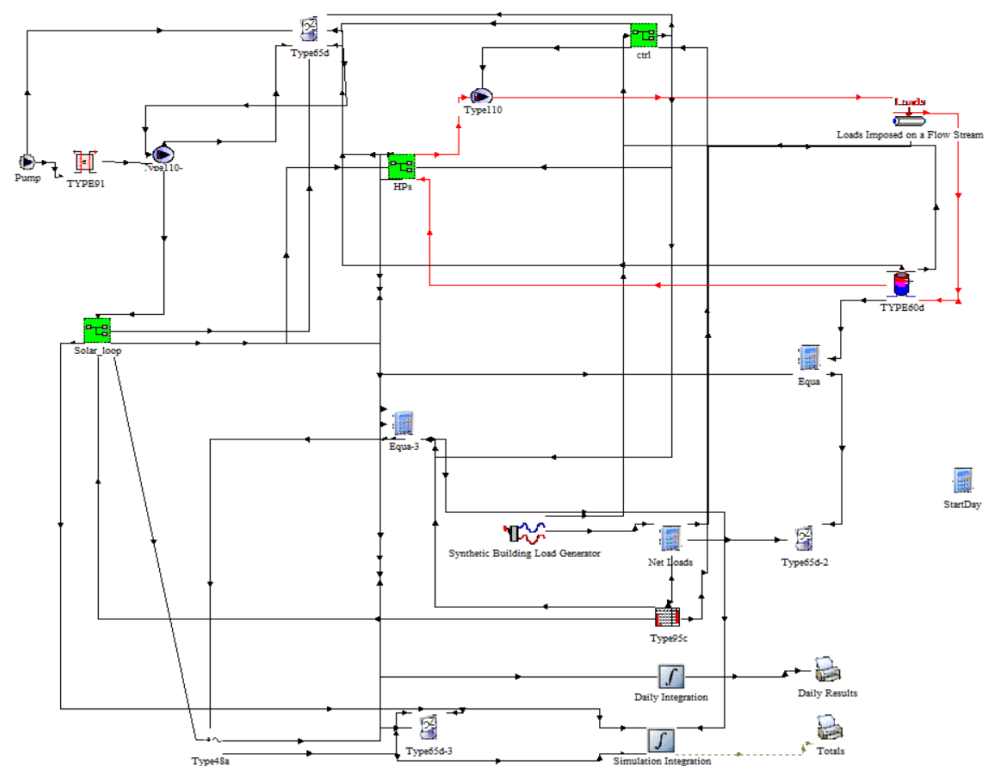 Type65d
ctrl
Type110
Loads
Loads Imposed on a Flow Stream
Pump
TYPE91
Type110-
HPs
TYPE60d
Solar_loop
Equa
Equa-3
StartDay
Synthetic Building Load Generator
Net Loads
Type65d-2
Type95c
Daily Integration
Daily Results
Type65d-3
Type48a
Simulation Integration
Totals